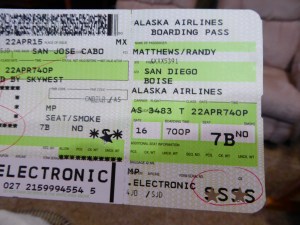 22APR15 MX
SAN JOSE CABO
22APR740P
BY SKYWEST
MP
SEAT/SMOKE
7B NO
ELECTRONIC
027 2159994554 5
ALASKA AIRLINES
BOARDING PASS
MATTHEWS/RANDY
SAN DIEGO
BOISE
ALASKA AIRLINES
AS 3483 T 22APR740P
16 700P 7B NO
MP
.ELECTRONIC
SSSS